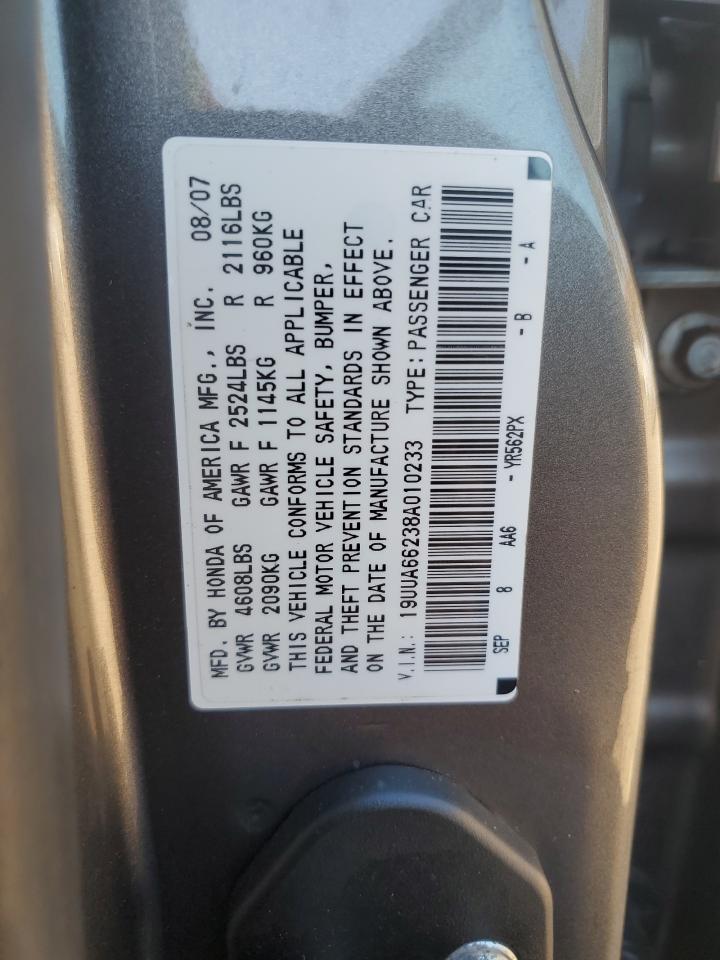 MFD. BY HONDA OF AMERICA MFG., INC. 08/07
GVWR 4608LBS GAWR F 2524LBS R 2116LBS
GVWR 2090KG GAWR F 1145KG R 960KG
THIS VEHICLE CONFORMS TO ALL APPLICABLE
FEDERAL MOTOR VEHICLE SAFETY, BUMPER,
AND THEFT PREVENTION STANDARDS IN EFFECT
ON THE DATE OF MANUFACTURE SHOWN ABOVE.
V.I.N.: 19UUA66238A010233 TYPE: PASSENGER CAR
SEP 8 AA6 - YR562PX - B - A